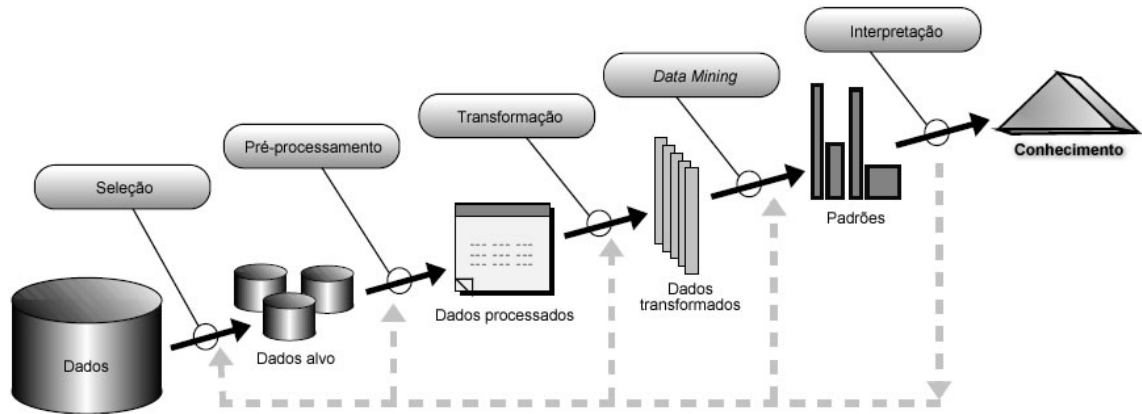 Seleção
Pré-processamento
Transformação
Data Mining
Interpretação
Dados
Dados alvo
Dados processados
Dados
transformados
Padrões
Conhecimento